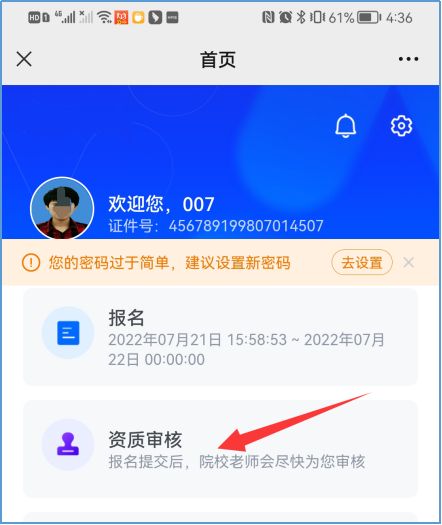 HD 1 4G 61% 4:36
首页
欢迎您，007
证件号：456789199807014507
您的密码过于简单，建议设置新密码 去设置
报名
2022年07月21日 15:58:53 ~ 2022年07月
22日 00:00:00
资质审核
报名提交后，院校老师会尽快为您审核